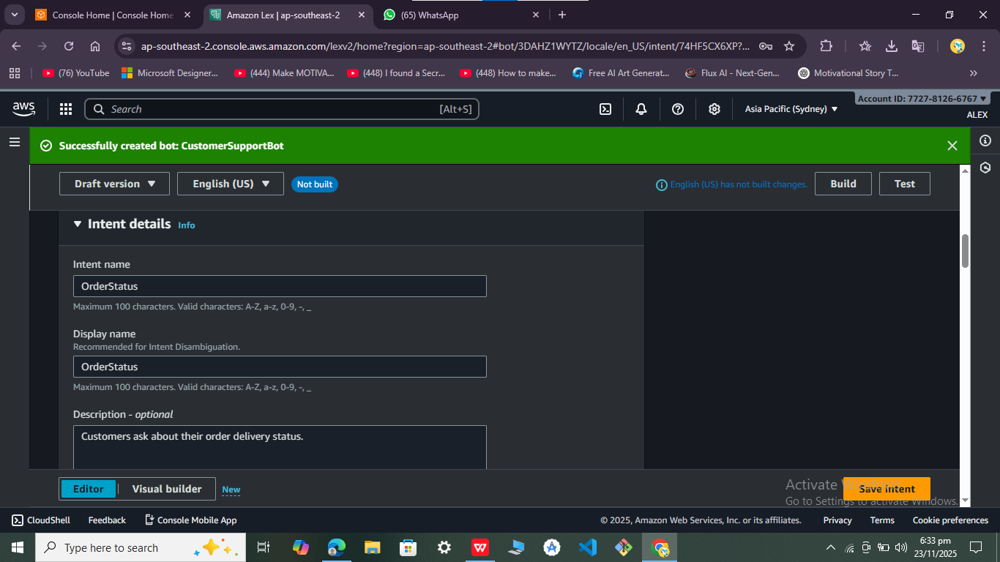 Console Home | Console Home
Amazon Lex | ap-southeast-2
(65) WhatsApp
ap-southeast-2.console.aws.amazon.com/lexv2/home?region=ap-southeast-2#bot/3DAHZ1WYTZ/locale/en_US/intent/74HF5CX6XP?...
(76) YouTube
Microsoft Designer...
(444) Make MOTIVA...
(448) I found a Secr...
(448) How to make...
Free AI Art Generat...
Flux AI - Next-Gen...
Motivational Story T...
aws
Search [Alt+S]
Asia Pacific (Sydney)
Account ID: 7727-8126-6767
ALEX
Successfully created bot: CustomerSupportBot
Draft version
English (US)
Not built
English (US) has not built changes.
Build
Test
Intent details Info
Intent name
OrderStatus
Maximum 100 characters. Valid characters: A-Z, a-z, 0-9, -, _
Display name
Recommended for Intent Disambiguation.
OrderStatus
Maximum 100 characters. Valid characters: A-Z, a-z, 0-9, -, _
Description - optional
Customers ask about their order delivery status.
Editor
Visual builder
New
Save intent
Activate Windows
Go to Settings to activate Windows.
CloudShell
Feedback
Console Mobile App
© 2025, Amazon Web Services, Inc. or its affiliates.
Privacy
Terms
Cookie preferences
Type here to search
6:33 pm
23/11/2025